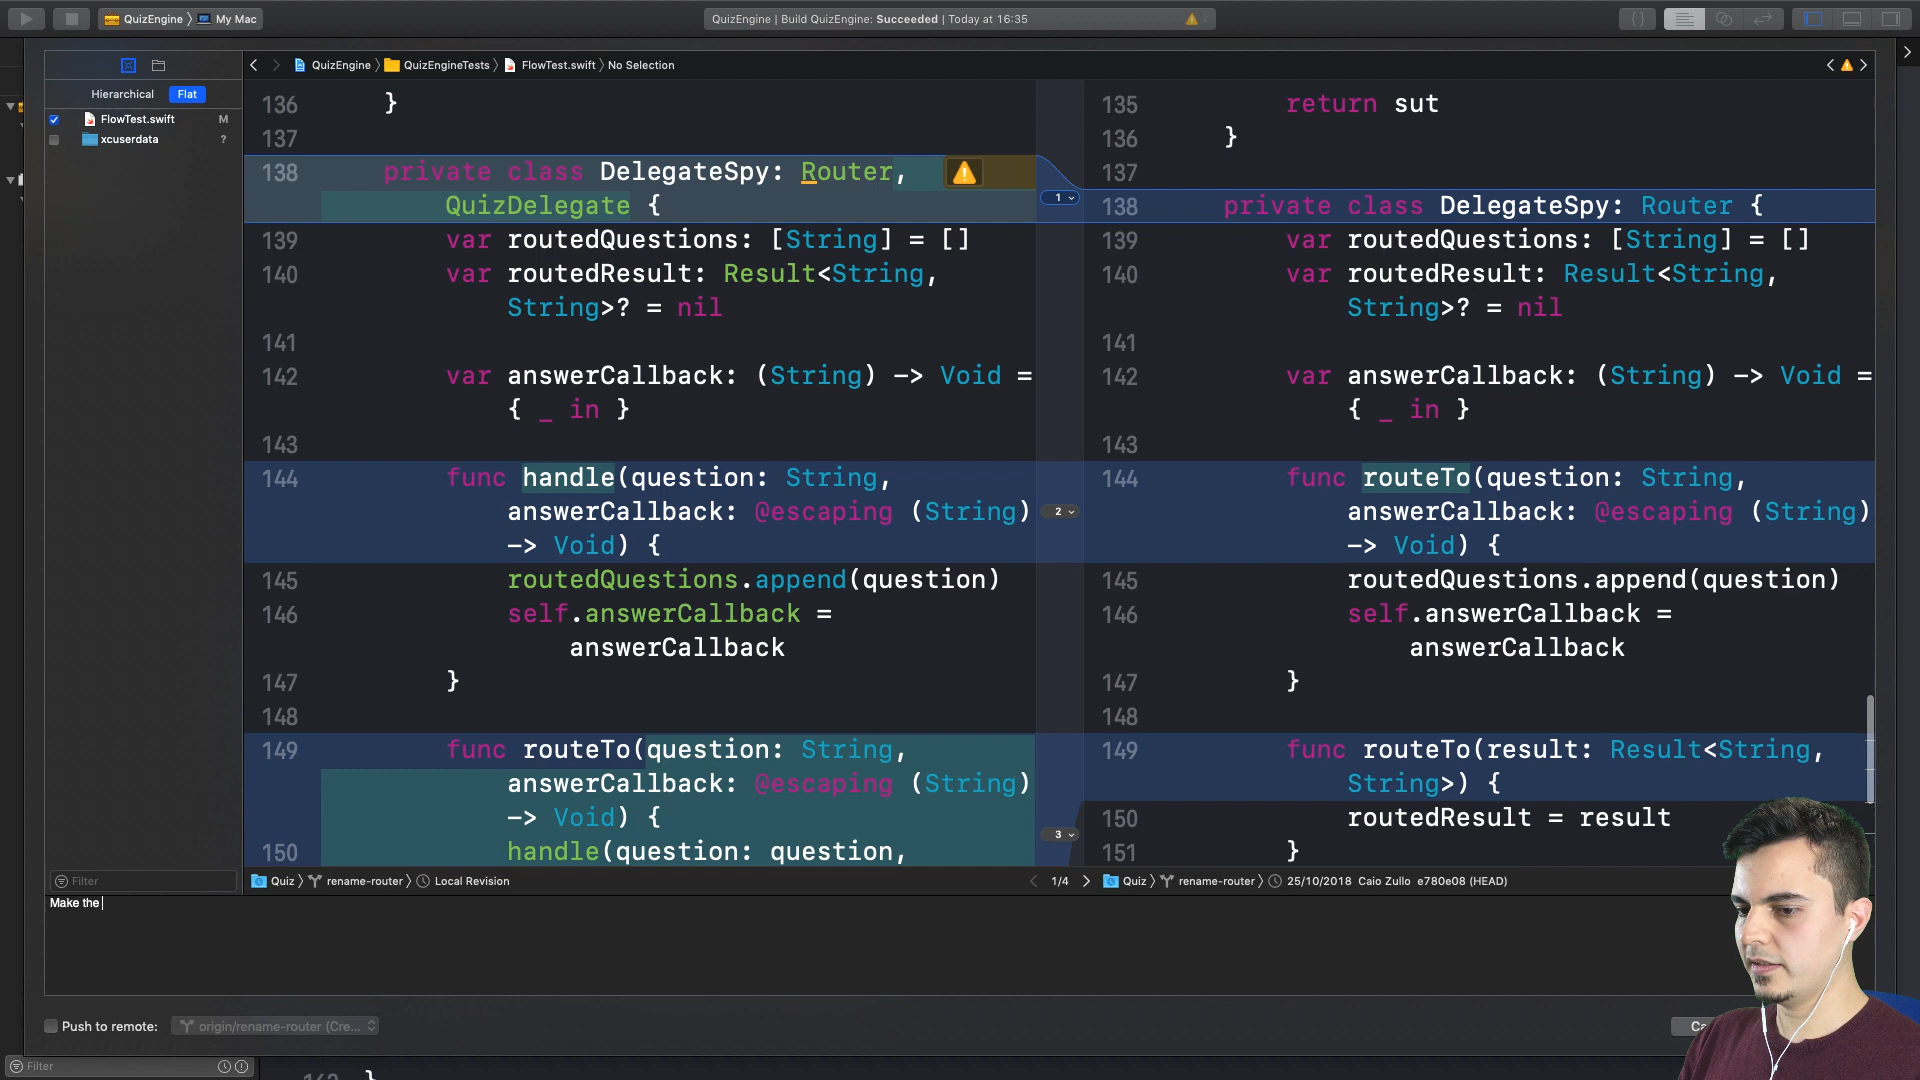 QuizEngine 〉 My Mac
QuizEngine | Build QuizEngine: Succeeded | Today at 16:35
QuizEngine 〉 QuizEngineTests 〉 FlowTest.swift 〉 No Selection
Hierarchical Flat
FlowTest.swift M
xcuserdata ?
136 }
137
138 private class DelegateSpy: Router,
QuizDelegate {
139 var routedQuestions: [String] = []
140 var routedResult: Result<String,
String>? = nil
141
142 var answerCallback: (String) -> Void =
{ _ in }
143
144 func handle(question: String,
answerCallback: @escaping (String)
-> Void) {
145 routedQuestions.append(question)
146 self.answerCallback =
answerCallback
147 }
148
149 func routeTo(question: String,
answerCallback: @escaping (String)
-> Void) {
150 handle(question: question,
1
2
3
135 return sut
136 }
137
138 private class DelegateSpy: Router {
139 var routedQuestions: [String] = []
140 var routedResult: Result<String,
String>? = nil
141
142 var answerCallback: (String) -> Void =
{ _ in }
143
144 func routeTo(question: String,
answerCallback: @escaping (String)
-> Void) {
145 routedQuestions.append(question)
146 self.answerCallback =
answerCallback
147 }
148
149 func routeTo(result: Result<String,
String>) {
150 routedResult = result
151 }
Filter
Quiz 〉 rename-router 〉 Local Revision
1/4
Quiz 〉 rename-router 〉 25/10/2018 Caio Zullo e780e08 (HEAD)
Make the
Push to remote: origin/rename-router (Cre...
Filter